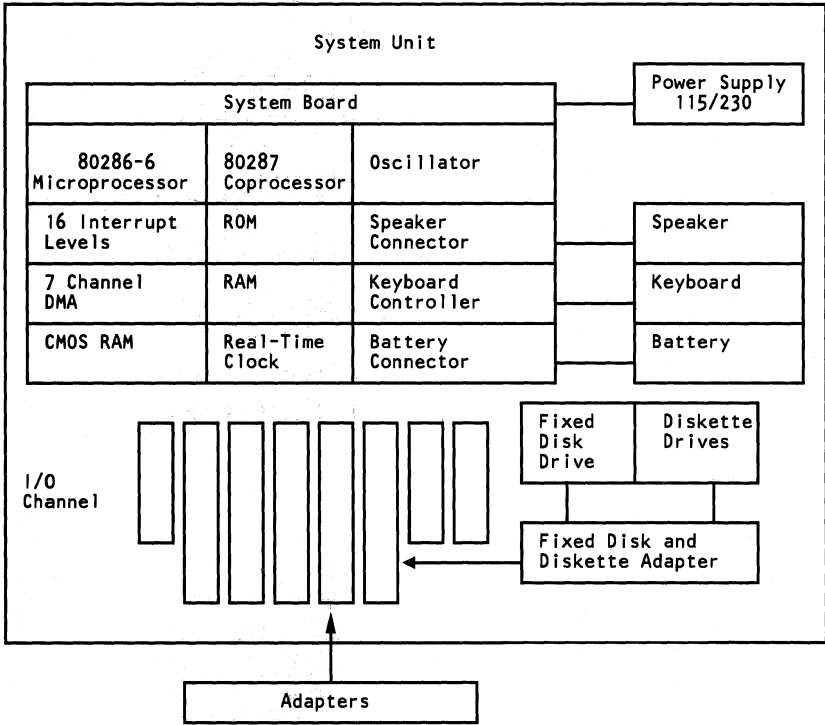 System Unit
System Board
Power Supply
115/230
80286-6
Microprocessor
80287
Coprocessor
Oscillator
16 Interrupt
Levels
ROM
Speaker
Connector
Speaker
7 Channel
DMA
RAM
Keyboard
Controller
Keyboard
CMOS RAM
Real-Time
Clock
Battery
Connector
Battery
Fixed
Disk
Drive
Diskette
Drives
I/O
Channel
Fixed Disk and
Diskette Adapter
Adapters